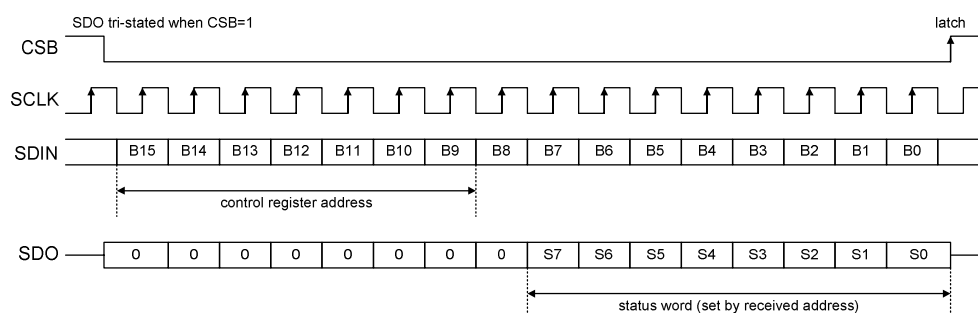 SDO tri-stated when CSB=1 latch
CSB
SCLK
SDIN B15 B14 B13 B12 B11 B10 B9 B8 B7 B6 B5 B4 B3 B2 B1 B0
control register address
SDO 0 0 0 0 0 0 0 0 S7 S6 S5 S4 S3 S2 S1 S0
status word (set by received address)